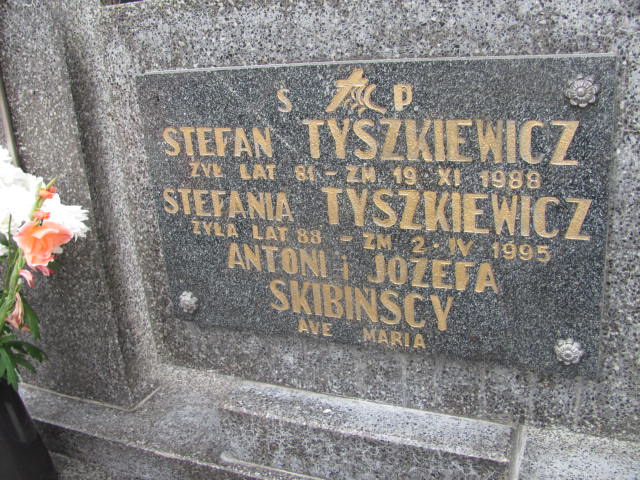 Ś P
STEFAN TYSZKIEWICZ
ŻYŁ LAT 81 - ZM 19 XI 1988
STEFANIA TYSZKIEWICZ
ŻYŁA LAT 88 - ZM 2-IV 1995
ANTONI i JÓZEFA
SKIBIŃSCY
AVE MARIA